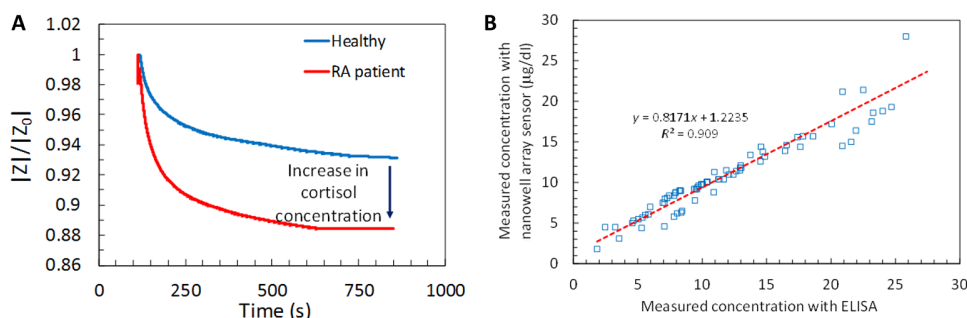 A
1.02
1
0.98
0.96
0.94
0.92
0.9
0.88
0.86
|Z|/|Z₀|
Healthy
RA patient
Increase in
cortisol
concentration
0
250
500
750
1000
Time (s)
B
30
25
20
15
10
5
0
Measured concentration with
nanowell array sensor (µg/dl)
y = 0.8171x + 1.2235
R² = 0.909
0
5
10
15
20
25
30
Measured concentration with ELISA